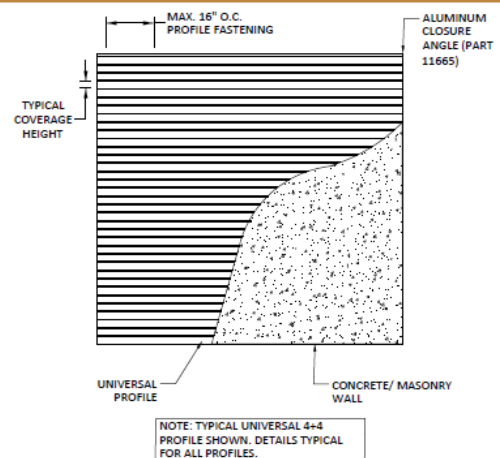 MAX. 16" O.C.
PROFILE FASTENING
ALUMINUM
CLOSURE
ANGLE (PART
11665)
TYPICAL
COVERAGE
HEIGHT
UNIVERSAL
PROFILE
CONCRETE/ MASONRY
WALL
NOTE: TYPICAL UNIVERSAL 4+4
PROFILE SHOWN. DETAILS TYPICAL
FOR ALL PROFILES.